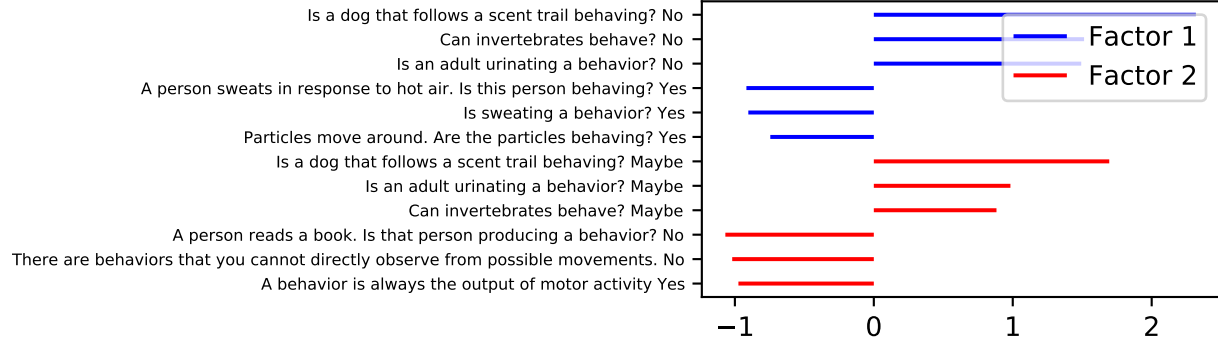 Is a dog that follows a scent trail behaving? No
Can invertebrates behave? No
Is an adult urinating a behavior? No
A person sweats in response to hot air. Is this person behaving? Yes
Is sweating a behavior? Yes
Particles move around. Are the particles behaving? Yes
Is a dog that follows a scent trail behaving? Maybe
Is an adult urinating a behavior? Maybe
Can invertebrates behave? Maybe
A person reads a book. Is that person producing a behavior? No
There are behaviors that you cannot directly observe from possible movements. No
A behavior is always the output of motor activity Yes
Factor 1
Factor 2
−1 0 1 2